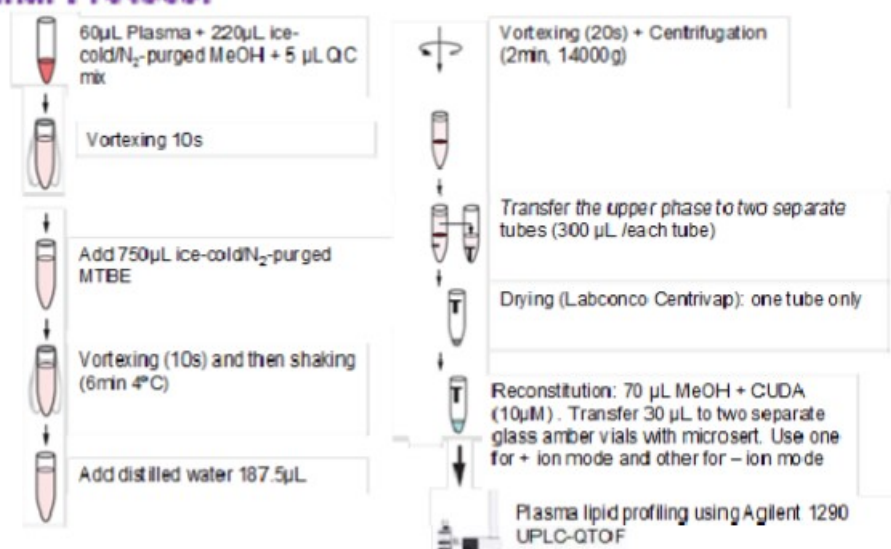 60µL Plasma + 220µL ice-
cold/N₂-purged MeOH + 5 µL QC
mix
Vortexing 10s
Add 750µL ice-cold/N₂-purged
MTBE
Vortexing (10s) and then shaking
(6min 4°C)
Add distilled water 187.5µL
Vortexing (20s) + Centrifugation
(2min, 14000g)
Transfer the upper phase to two separate
tubes (300 µL /each tube)
T
Drying (Labconco Centrivap): one tube only
T
Reconstitution: 70 µL MeOH + CUDA
(10µM) . Transfer 30 µL to two separate
glass amber vials with microsert. Use one
for + ion mode and other for – ion mode
T
Plasma lipid profiling using Agilent 1290
UPLC-QTOF